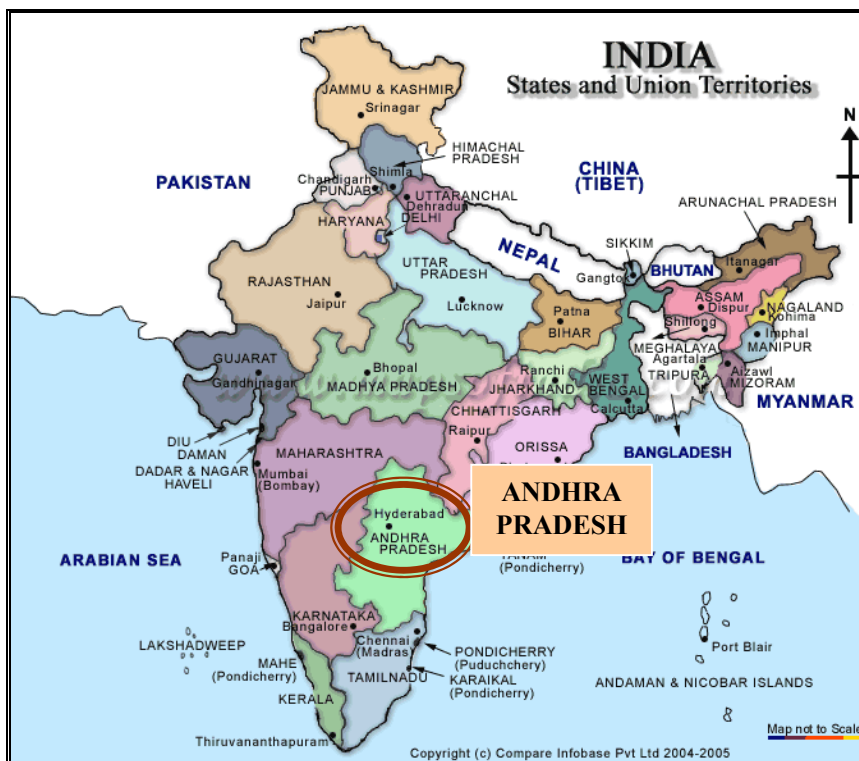 INDIA
States and Union Territories
N
JAMMU & KASHMIR
Srinagar
HIMACHAL
PRADESH
Shimla
Chandigarh
PUNJAB
PAKISTAN
CHINA
(TIBET)
UTTARANCHAL
Dehradun
DELHI
HARYANA
ARUNACHAL PRADESH
SIKKIM
NEPAL
Gangtok
BHUTAN
Itanagar
UTTAR
PRADESH
RAJASTHAN
Jaipur
Lucknow
ASSAM
Dispur
NAGALAND
Kohima
Patna
BIHAR
Shillong
Imphal
MANIPUR
MEGHALAYA
Agartala
TRIPURA
Aizawl
MIZORAM
GUJARAT
Gandhinagar
Bhopal
MADHYA PRADESH
Ranchi
JHARKHAND
WEST
BENGAL
Calcutta
MYANMAR
CHHATTISGARH
Raipur
ORISSA
BANGLADESH
DIU
DAMAN
DADAR & NAGAR
HAVELI
MAHARASHTRA
Mumbai
(Bombay)
ANDHRA
PRADESH
Hyderabad
ANDHRA
PRADESH
(Pondicherry)
ARABIAN SEA
BAY OF BENGAL
Panaji
GOA
KARNATAKA
Bangalore
Chennai
(Madras)
PONDICHERRY
(Puduchchery)
LAKSHADWEEP
MAHE
(Pondicherry)
TAMILNADU
KARAIKAL
(Pondicherry)
KERALA
Port Blair
ANDAMAN & NICOBAR ISLANDS
Thiruvananthapuram
Map not to Scale
Copyright (c) Compare Infobase Pvt Ltd 2004-2005